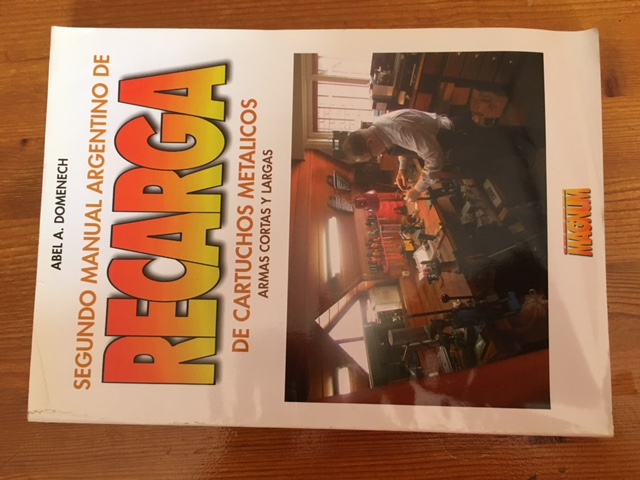 ABEL A. DOMENECH
SEGUNDO MANUAL ARGENTINO DE
RECARGA
DE CARTUCHOS METALICOS
ARMAS CORTAS Y LARGAS
MAGNUM